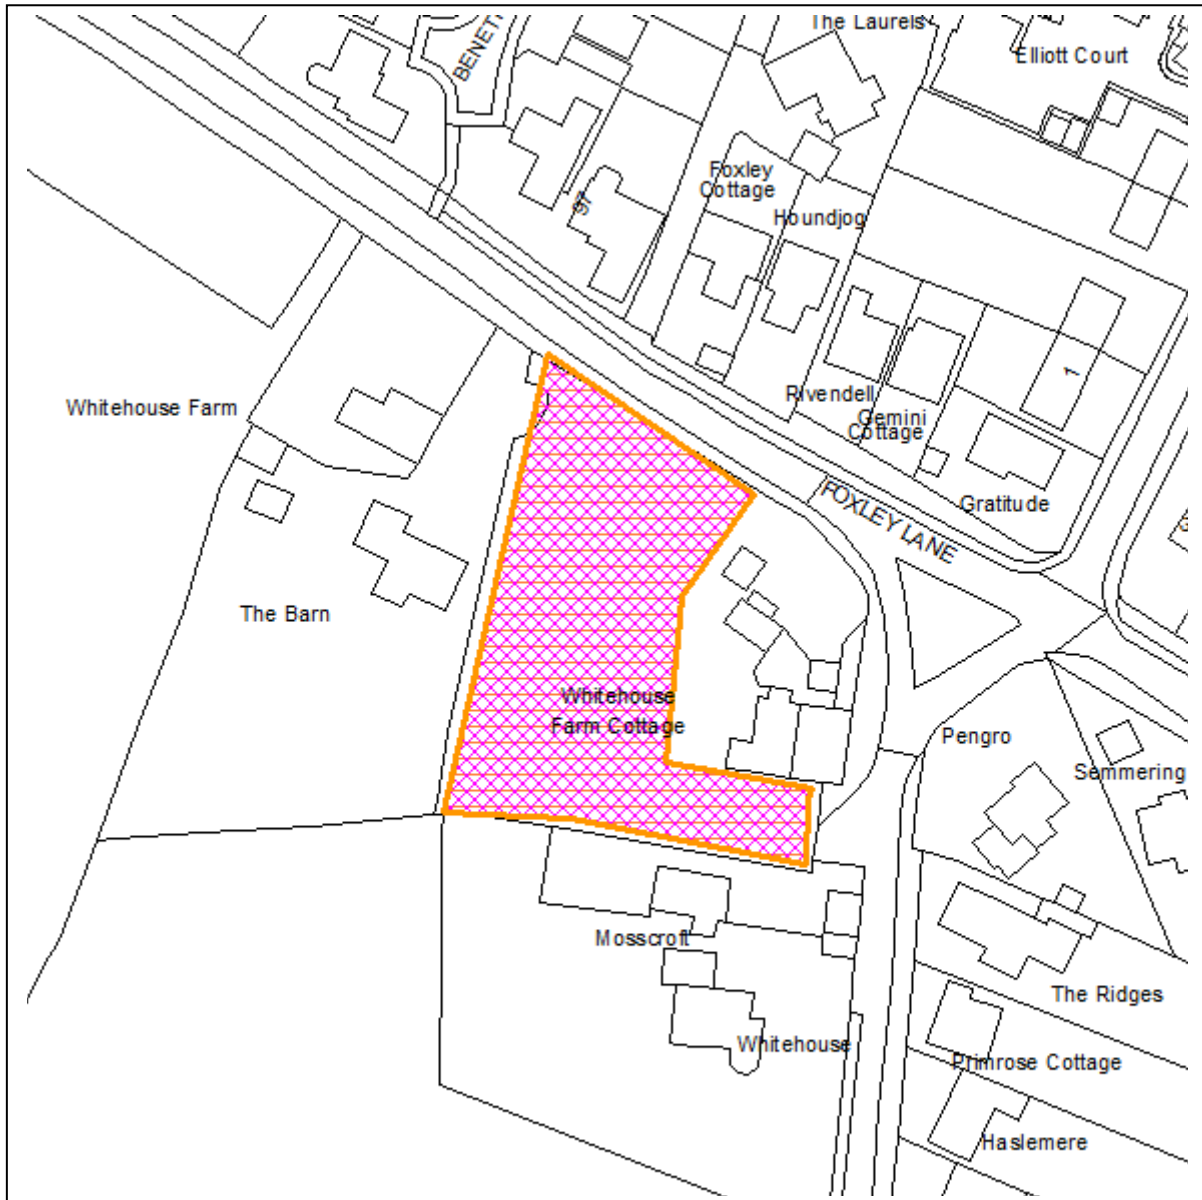 The Laurels
Elliott Court
BENET
97
Foxley
Cottage
Houndjog
1
Rivendell
Gemini
Cottage
Whitehouse Farm
FOXLEY LANE
Gratitude
The Barn
Whitehouse
Farm Cottage
Pengro
Semmering
Mosscroft
The Ridges
Whitehouse
Primrose Cottage
Haslemere